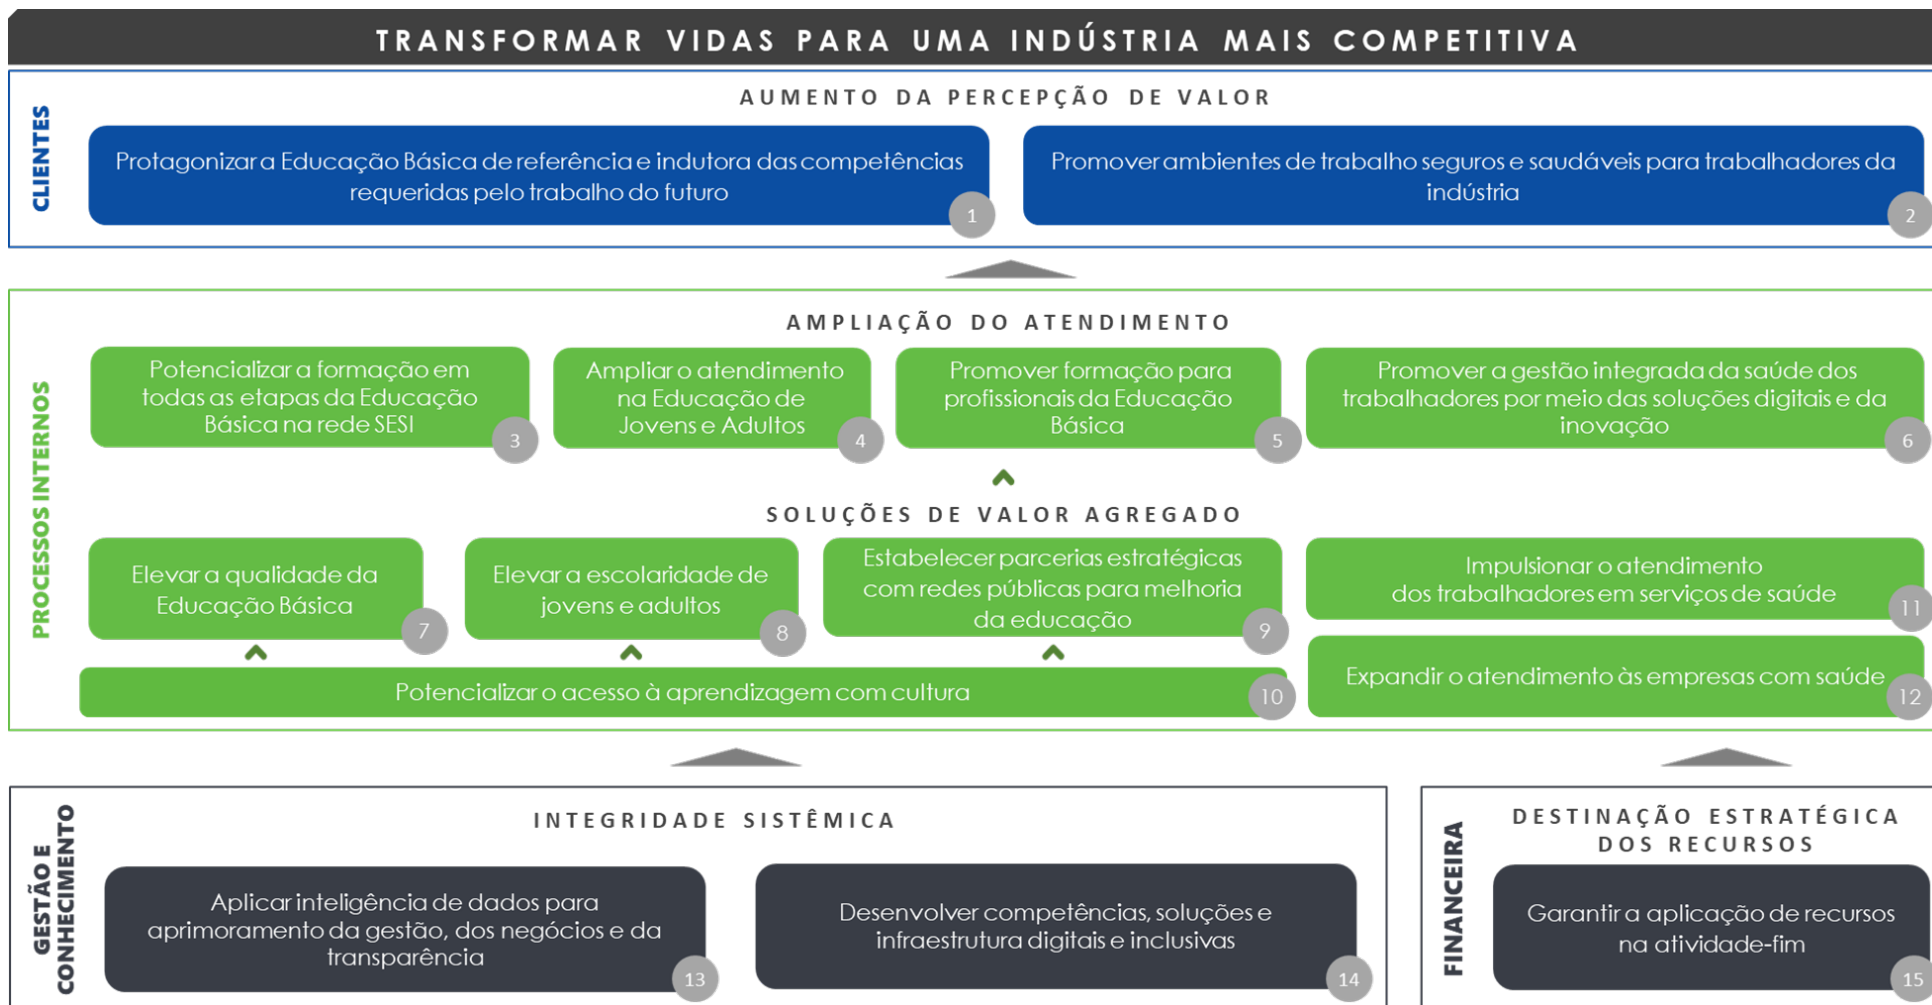 TRANSFORMAR VIDAS PARA UMA INDÚSTRIA MAIS COMPETITIVA
CLIENTES
AUMENTO DA PERCEPÇÃO DE VALOR
Protagonizar a Educação Básica de referência e indutora das competências
requeridas pelo trabalho do futuro
1
Promover ambientes de trabalho seguros e saudáveis para trabalhadores da
indústria
2
PROCESSOS INTERNOS
AMPLIAÇÃO DO ATENDIMENTO
Potencializar a formação em
todas as etapas da Educação
Básica na rede SESI
3
Ampliar o atendimento
na Educação de
Jovens e Adultos
4
Promover formação para
profissionais da Educação
Básica
5
Promover a gestão integrada da saúde dos
trabalhadores por meio das soluções digitais e da
inovação
6
SOLUÇÕES DE VALOR AGREGADO
Elevar a qualidade da
Educação Básica
7
Elevar a escolaridade de
jovens e adultos
8
Estabelecer parcerias estratégicas
com redes públicas para melhoria
da educação
9
Impulsionar o atendimento
dos trabalhadores em serviços de saúde
11
Potencializar o acesso à aprendizagem com cultura
10
Expandir o atendimento às empresas com saúde
12
GESTÃO E
CONHECIMENTO
INTEGRIDADE SISTÊMICA
Aplicar inteligência de dados para
aprimoramento da gestão, dos negócios e da
transparência
13
Desenvolver competências, soluções e
infraestrutura digitais e inclusivas
14
FINANCEIRA
DESTINAÇÃO ESTRATÉGICA
DOS RECURSOS
Garantir a aplicação de recursos
na atividade-fim
15